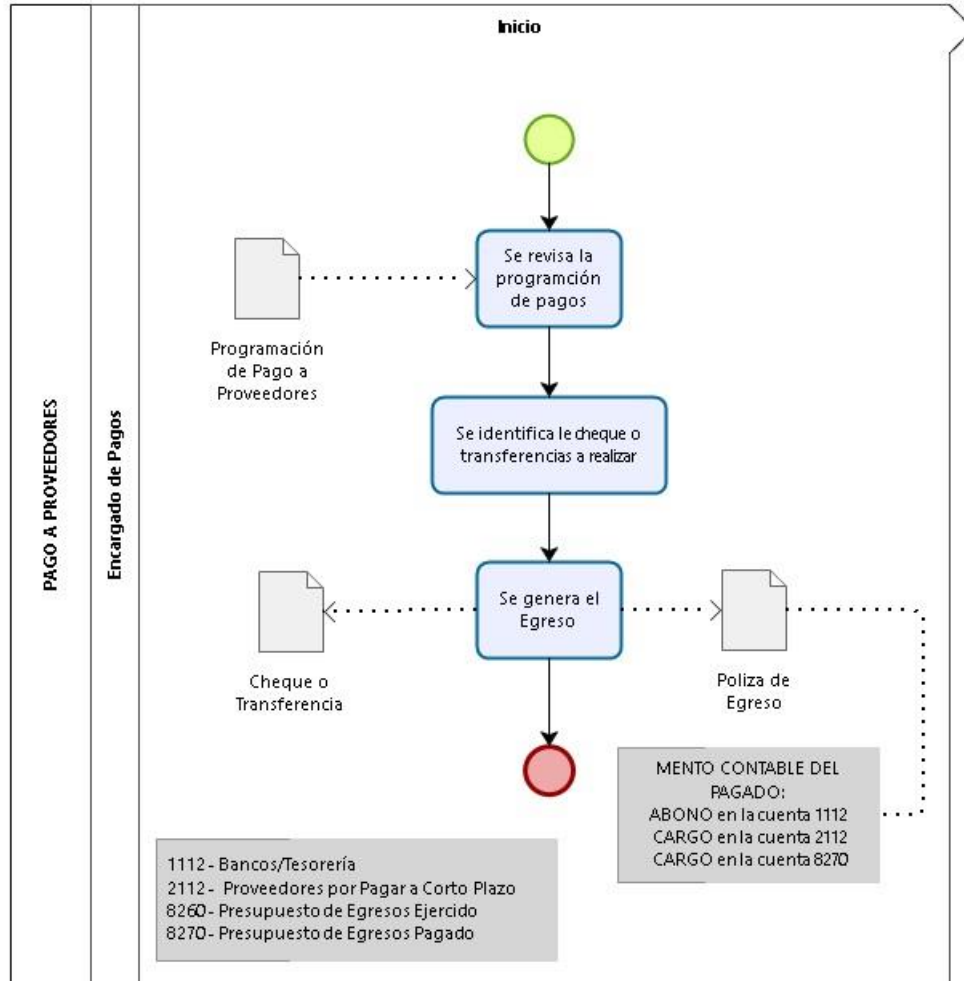 Inicio
PAGO A PROVEEDORES
Encargado de Pagos
Se revisa la
programción
de pagos
Programación
de Pago a
Proveedores
Se identifica le cheque o
transferencias a realizar
Se genera el
Egreso
Cheque o
Transferencia
Poliza de
Egreso
MENTO CONTABLE DEL
PAGADO:
ABONO en la cuenta 1112
CARGO en la cuenta 2112
CARGO en la cuenta 8270
1112- Bancos/Tesorería
2112- Proveedores por Pagar a Corto Plazo
8260- Presupuesto de Egresos Ejercido
8270- Presupuesto de Egresos Pagado